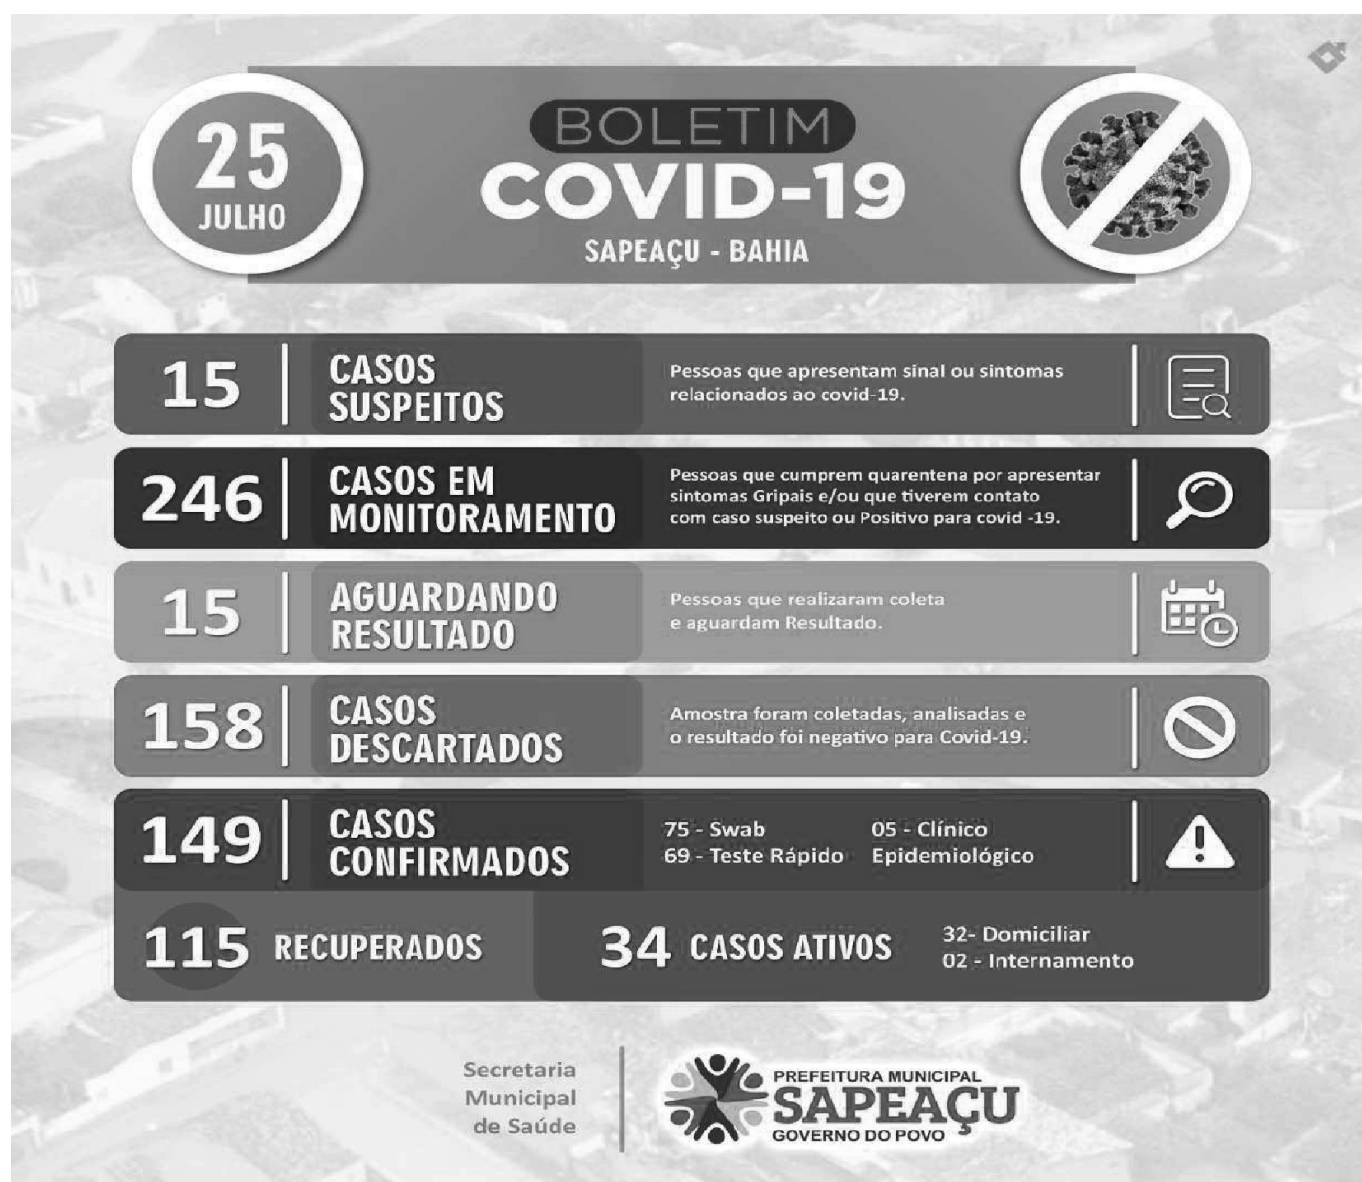 25
JULHO
BOLETIM
COVID-19
SAPEAÇU - BAHIA
15
CASOS
SUSPEITOS
Pessoas que apresentam sinal ou sintomas
relacionados ao covid-19.
246
CASOS EM
MONITORAMENTO
Pessoas que cumprem quarentena por apresentar
sintomas Gripais e/ou que tiverem contato
com caso suspeito ou Positivo para covid -19.
15
AGUARDANDO
RESULTADO
Pessoas que realizaram coleta
e aguardam Resultado.
158
CASOS
DESCARTADOS
Amostra foram coletadas, analisadas e
o resultado foi negativo para Covid-19.
149
CASOS
CONFIRMADOS
75 - Swab
69 - Teste Rápido
05 - Clínico
Epidemiológico
115 RECUPERADOS
34 CASOS ATIVOS
32- Domiciliar
02 - Internamento
Secretaria
Municipal
de Saúde
PREFEITURA MUNICIPAL
SAPEAÇU
GOVERNO DO POVO